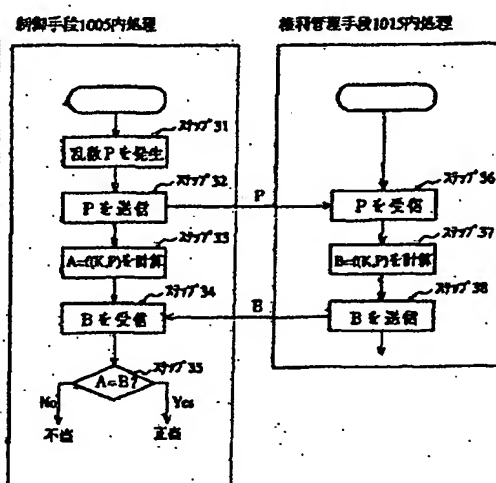 制御手段1005内処理
権利管理手段1015内処理
ステップ31
乱数Pを発生
ステップ32
Pを送信
P
ステップ36
Pを受信
ステップ33
A=f(K,P)を計算
ステップ37
B=f(K,P)を計算
ステップ34
Bを受信
B
ステップ38
Bを送信
ステップ35
A=B?
No
Yes
不当
正当